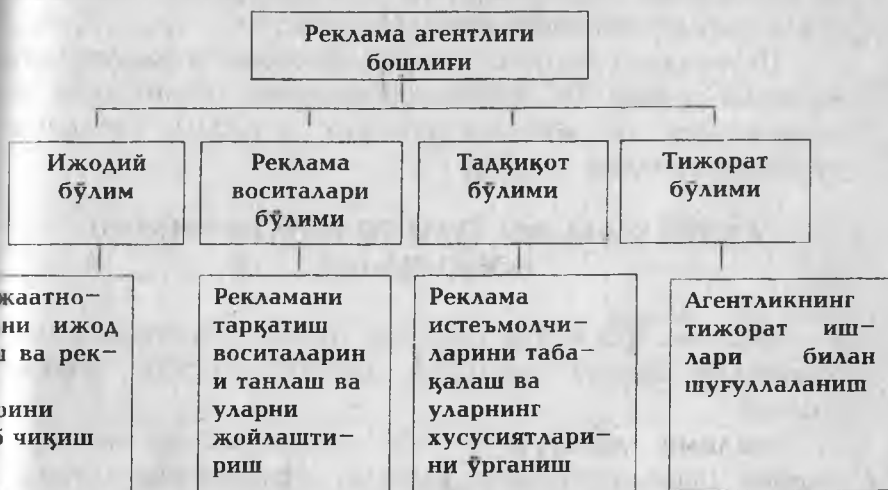 Реклама агентлиги
бошлиғи
Ижодий
бўлим
Реклама
воситалари
бўлими
Тадқиқот
бўлими
Тижорат
бўлими
ни ижод
ва рек–
чиқиш
Рекламани
тарқатиш
воситаларин
и танлаш ва
уларни
жойлашти–
риш
Реклама
истеъмолчи–
ларини таба–
қалаш ва
уларнинг
хусусиятлари–
ни ўрганиш
Агентликнинг
тижорат иш–
лари билан
шуғуллаланиш